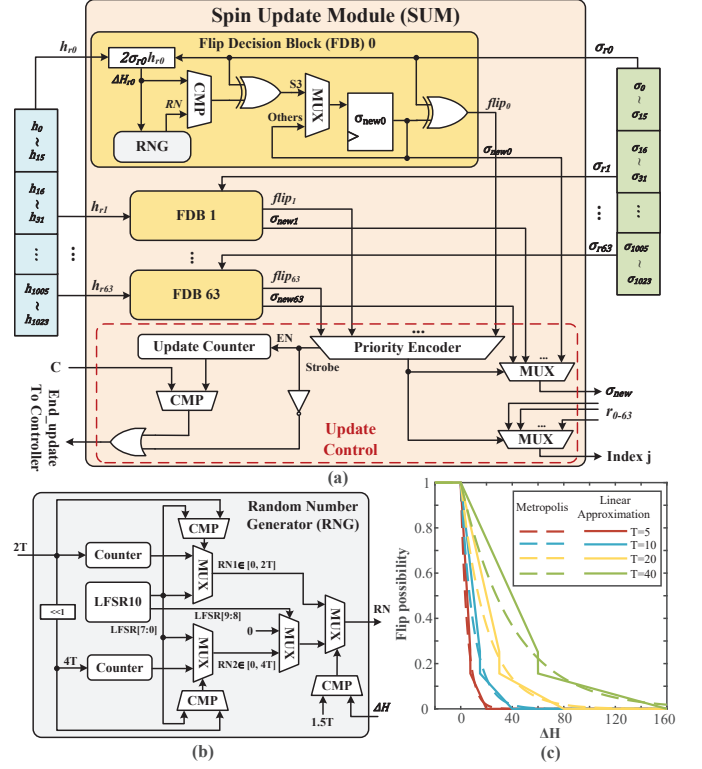 Spin Update Module (SUM)
Flip Decision Block (FDB) 0
h_r0
2σ_r0h_r0
σ_r0
ΔH_r0
RN
CMP
S3
MUX
Others
σ_new0
flip_0
RNG
σ_new0
h_0
~
h_15
h_16
~
h_31
...
h_1005
~
h_1023
σ_0
~
σ_15
σ_16
~
σ_31
...
σ_1005
~
σ_1023
...
h_r1
FDB 1
flip_1
σ_new1
σ_r1
...
...
h_r63
FDB 63
flip_63
σ_new63
σ_r63
...
Update Counter
EN
Priority Encoder
Strobe
...
MUX
σ_new
C
CMP
r_0-63
...
MUX
Index j
End_update
To Controller
Update
Control
(a)
Random Number
Generator (RNG)
2T
CMP
Counter
MUX
RN1∈[0, 2T]
LFSR10
LFSR[9:8]
LFSR[7:0]
<<1
0
MUX
MUX
RN
4T
Counter
MUX
RN2∈[0, 4T]
CMP
CMP
1.5T
ΔH
(b)
Metropolis
Linear
Approximation
T=5
T=10
T=20
T=40
Flip possibility
1
0.8
0.6
0.4
0.2
0
0
40
80
120
160
ΔH
(c)